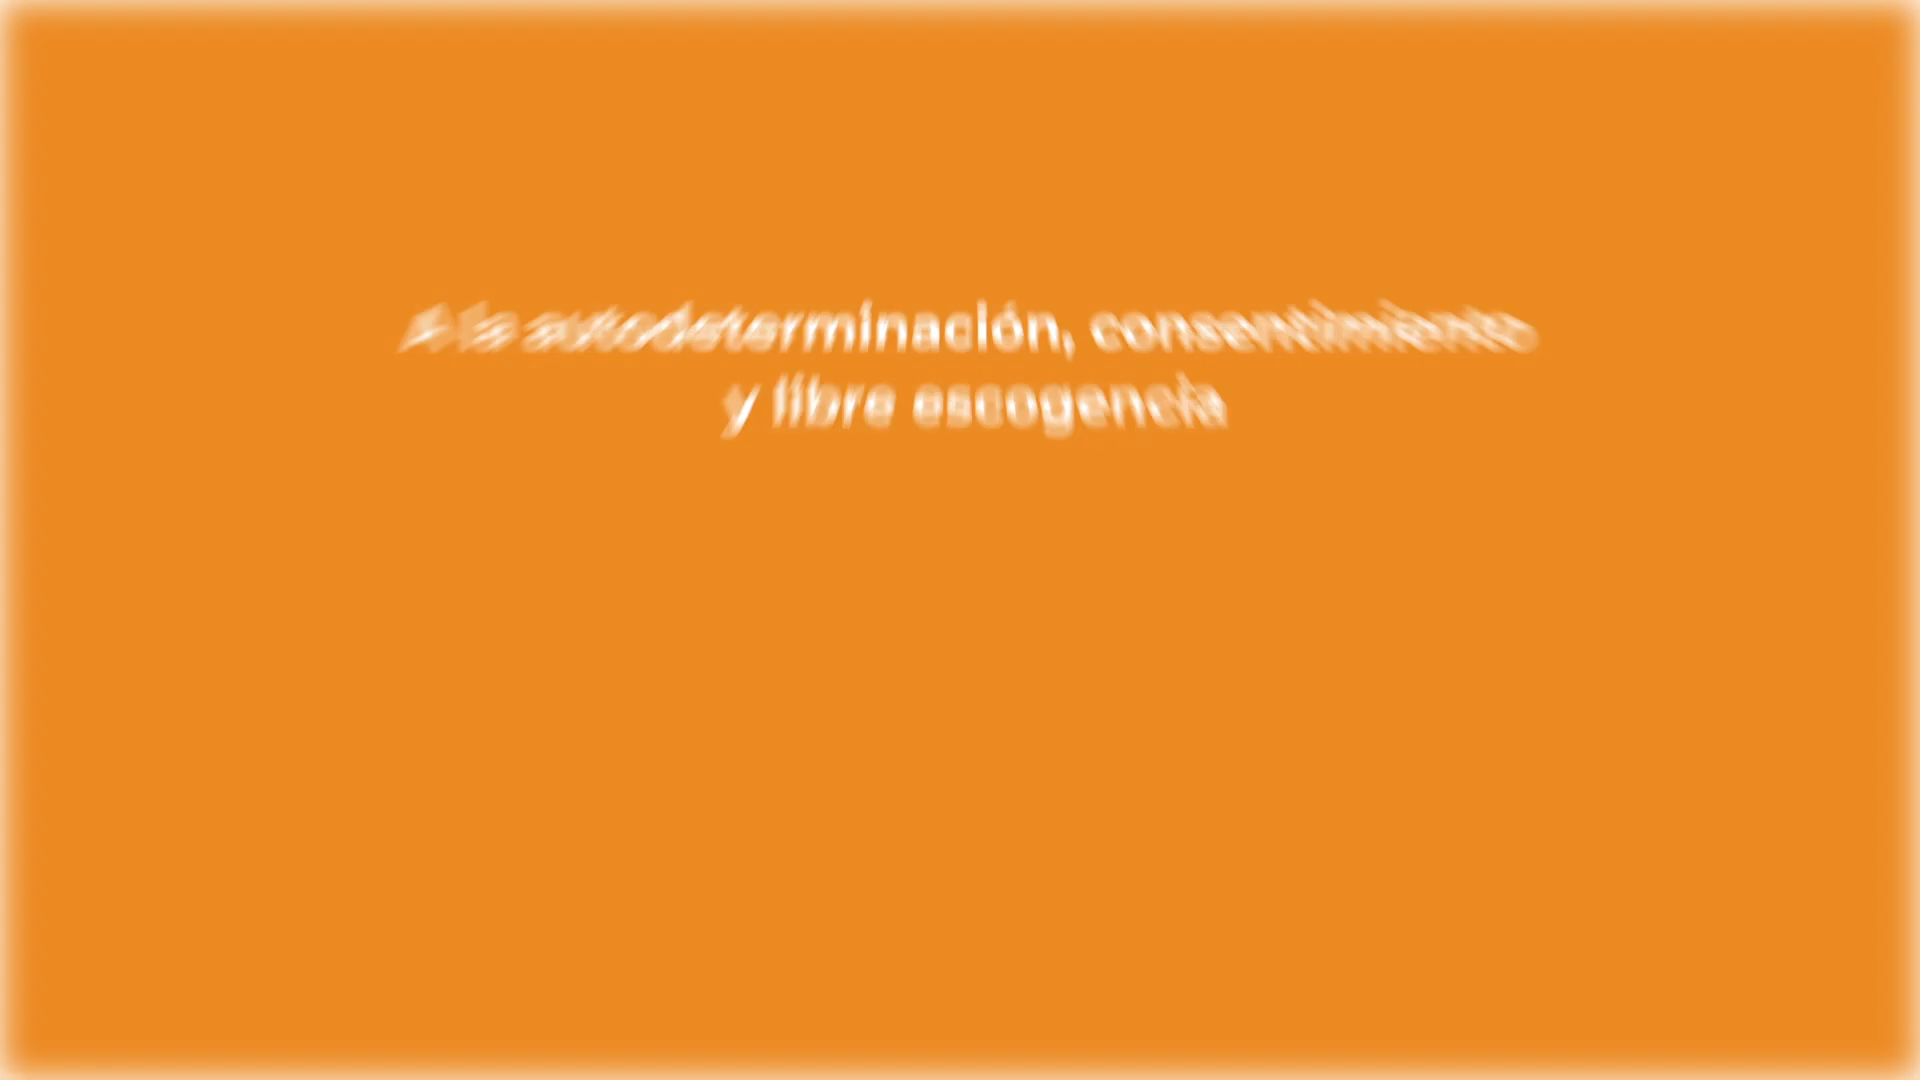 A la autodeterminación, consentimiento
y libre escogencia